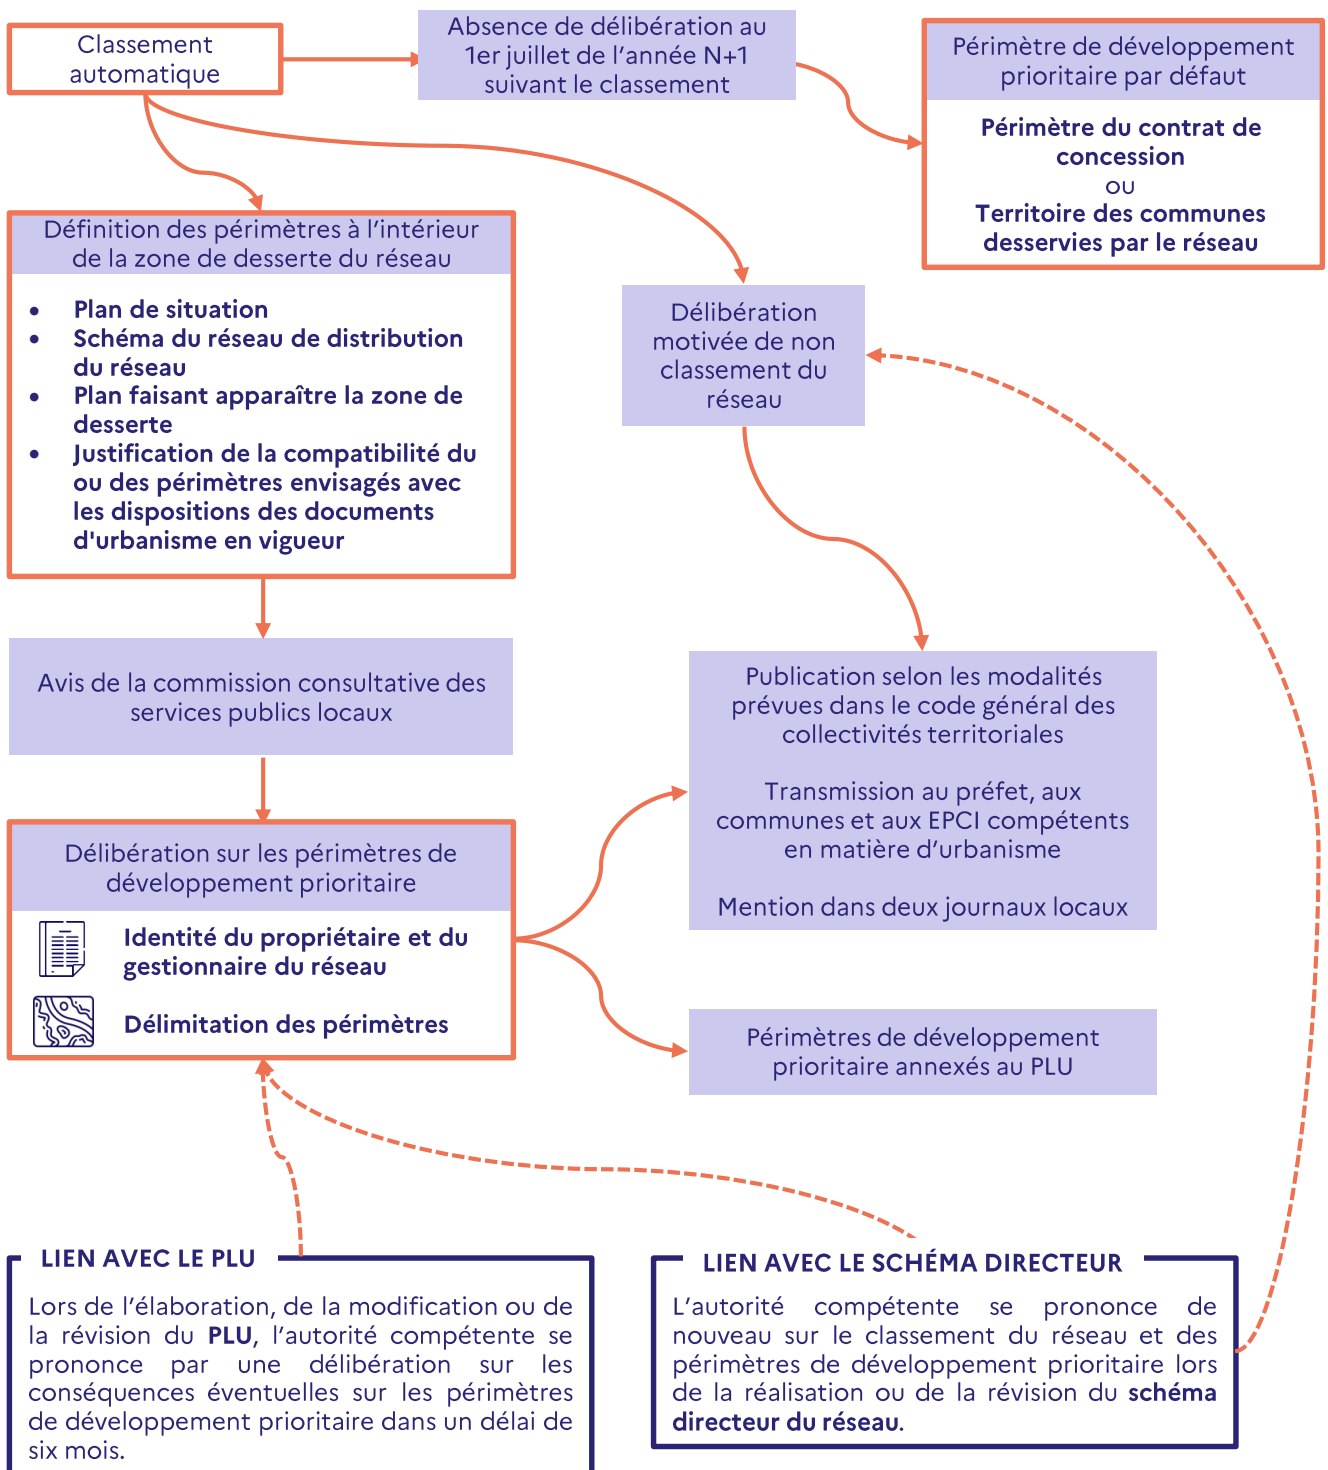 Classement
automatique
Absence de délibération au
1er juillet de l'année N+1
suivant le classement
Périmètre de développement
prioritaire par défaut
Périmètre du contrat de
concession
OU
Territoire des communes
desservies par le réseau
Définition des périmètres à l'intérieur
de la zone de desserte du réseau
• Plan de situation
• Schéma du réseau de distribution
du réseau
• Plan faisant apparaître la zone de
desserte
• Justification de la compatibilité du
ou des périmètres envisagés avec
les dispositions des documents
d'urbanisme en vigueur
Délibération
motivée de non
classement du
réseau
Avis de la commission consultative des
services publics locaux
Publication selon les modalités
prévues dans le code général des
collectivités territoriales
Transmission au préfet, aux
communes et aux EPCI compétents
en matière d'urbanisme
Mention dans deux journaux locaux
Délibération sur les périmètres de
développement prioritaire
Identité du propriétaire et du
gestionnaire du réseau
Délimitation des périmètres
Périmètres de développement
prioritaire annexés au PLU
LIEN AVEC LE PLU
Lors de l'élaboration, de la modification ou de
la révision du PLU, l'autorité compétente se
prononce par une délibération sur les
conséquences éventuelles sur les périmètres
de développement prioritaire dans un délai de
six mois.
LIEN AVEC LE SCHÉMA DIRECTEUR
L'autorité compétente se prononce de
nouveau sur le classement du réseau et des
périmètres de développement prioritaire lors
de la réalisation ou de la révision du schéma
directeur du réseau.